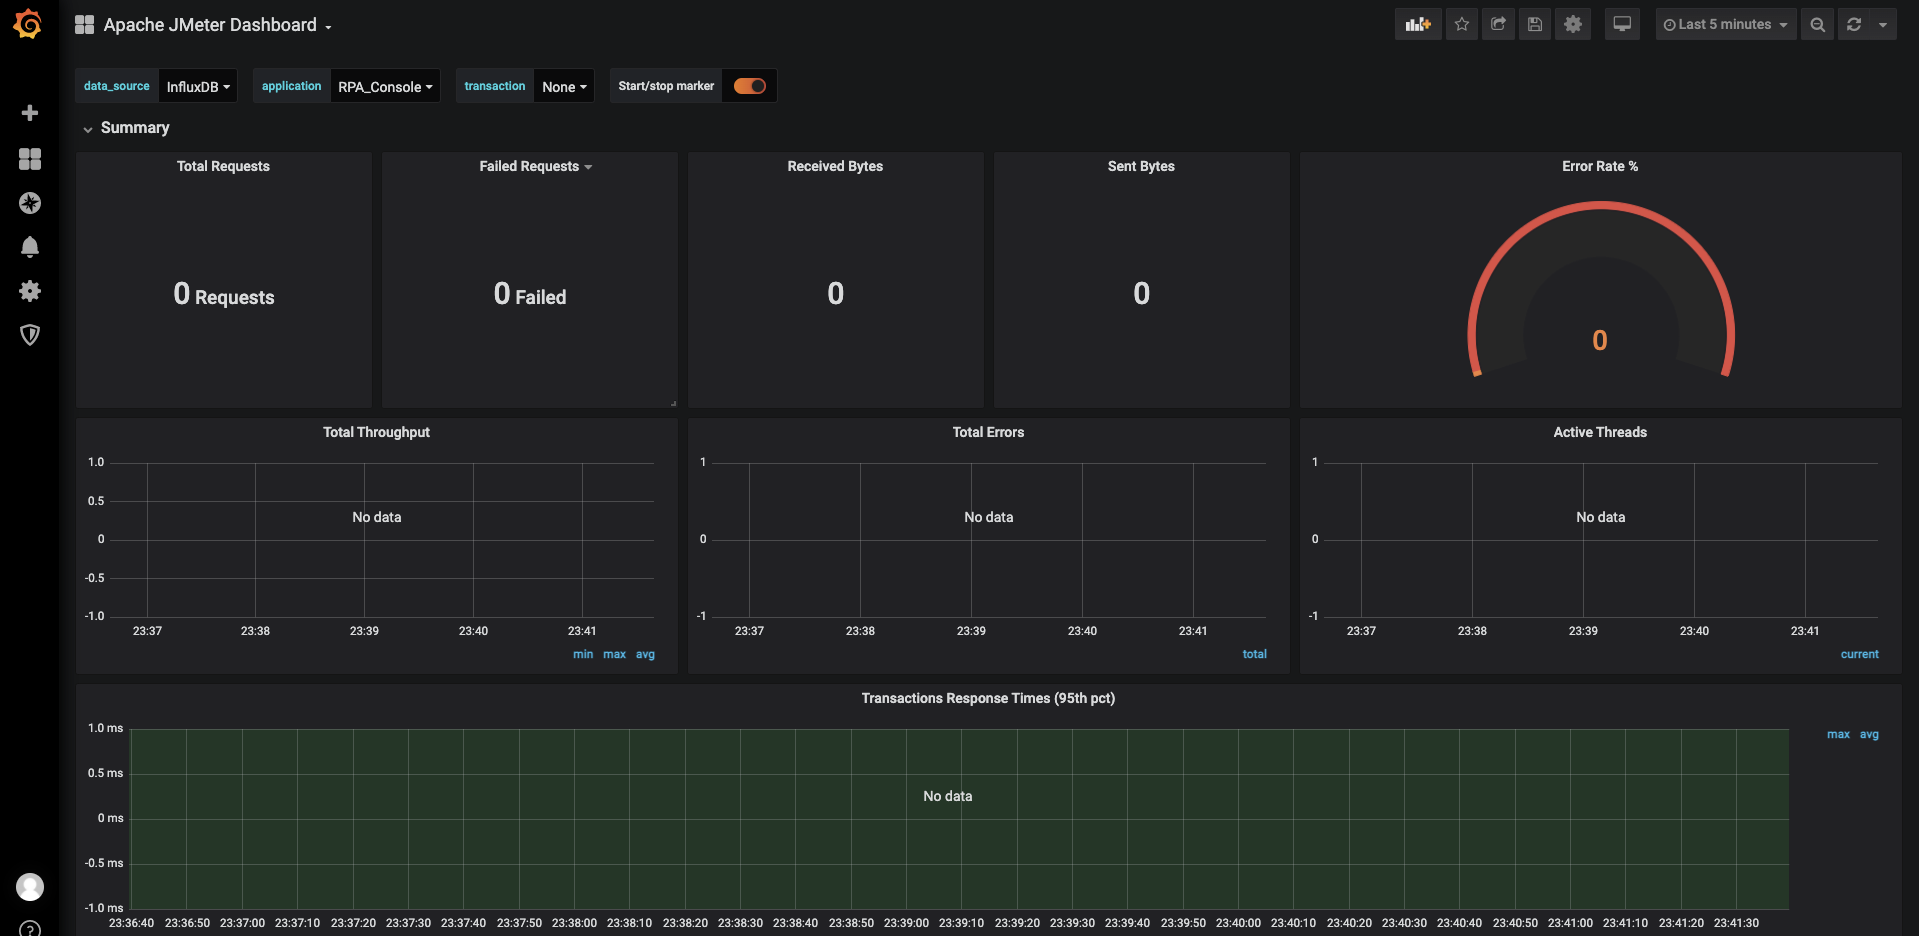 Apache JMeter Dashboard
Last 5 minutes
data_source InfluxDB application RPA_Console transaction None Start/stop marker
Summary
Total Requests
0 Requests
Failed Requests
0 Failed
Received Bytes
0
Sent Bytes
0
Error Rate %
0
Total Throughput
1.0
0.5
0
-0.5
-1.0
No data
23:37 23:38 23:39 23:40 23:41
min max avg
Total Errors
1
0
-1
No data
23:37 23:38 23:39 23:40 23:41
total
Active Threads
1
0
-1
No data
23:37 23:38 23:39 23:40 23:41
current
Transactions Response Times (95th pct)
1.0 ms
0.5 ms
0 ms
-0.5 ms
-1.0 ms
No data
max avg
23:36:40 23:36:50 23:37:00 23:37:10 23:37:20 23:37:30 23:37:40 23:37:50 23:38:00 23:38:10 23:38:20 23:38:30 23:38:40 23:38:50 23:39:00 23:39:10 23:39:20 23:39:30 23:39:40 23:39:50 23:40:00 23:40:10 23:40:20 23:40:30 23:40:40 23:40:50 23:41:00 23:41:10 23:41:20 23:41:30